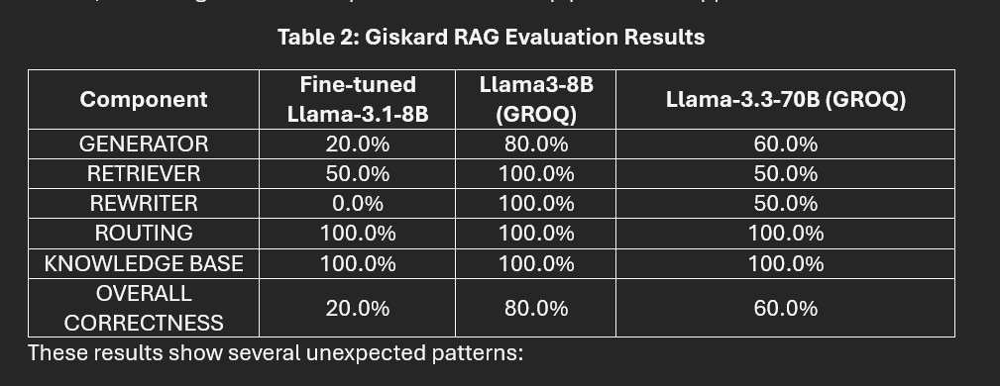 Table 2: Giskard RAG Evaluation Results
Component Fine-tuned Llama-3.1-8B Llama3-8B (GROQ) Llama-3.3-70B (GROQ)
GENERATOR 20.0% 80.0% 60.0%
RETRIEVER 50.0% 100.0% 50.0%
REWRITER 0.0% 100.0% 50.0%
ROUTING 100.0% 100.0% 100.0%
KNOWLEDGE BASE 100.0% 100.0% 100.0%
OVERALL CORRECTNESS 20.0% 80.0% 60.0%
These results show several unexpected patterns: